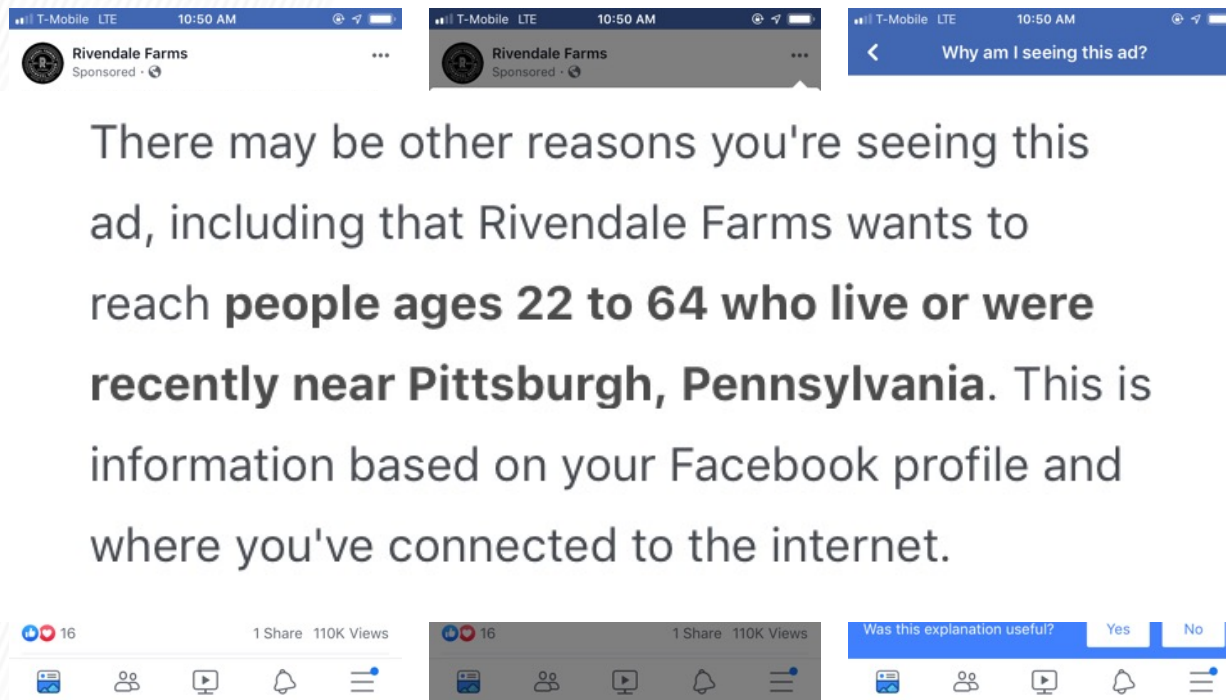 T-Mobile LTE 10:50 AM
Rivendale Farms
Sponsored
T-Mobile LTE 10:50 AM
Rivendale Farms
Sponsored
T-Mobile LTE 10:50 AM
Why am I seeing this ad?
There may be other reasons you're seeing this
ad, including that Rivendale Farms wants to
reach people ages 22 to 64 who live or were
recently near Pittsburgh, Pennsylvania. This is
information based on your Facebook profile and
where you've connected to the internet.
16 1 Share 110K Views
16 1 Share 110K Views
Was this explanation useful? Yes No